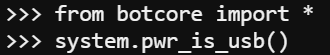 >>> from botcore import *
>>> system.pwr_is_usb()